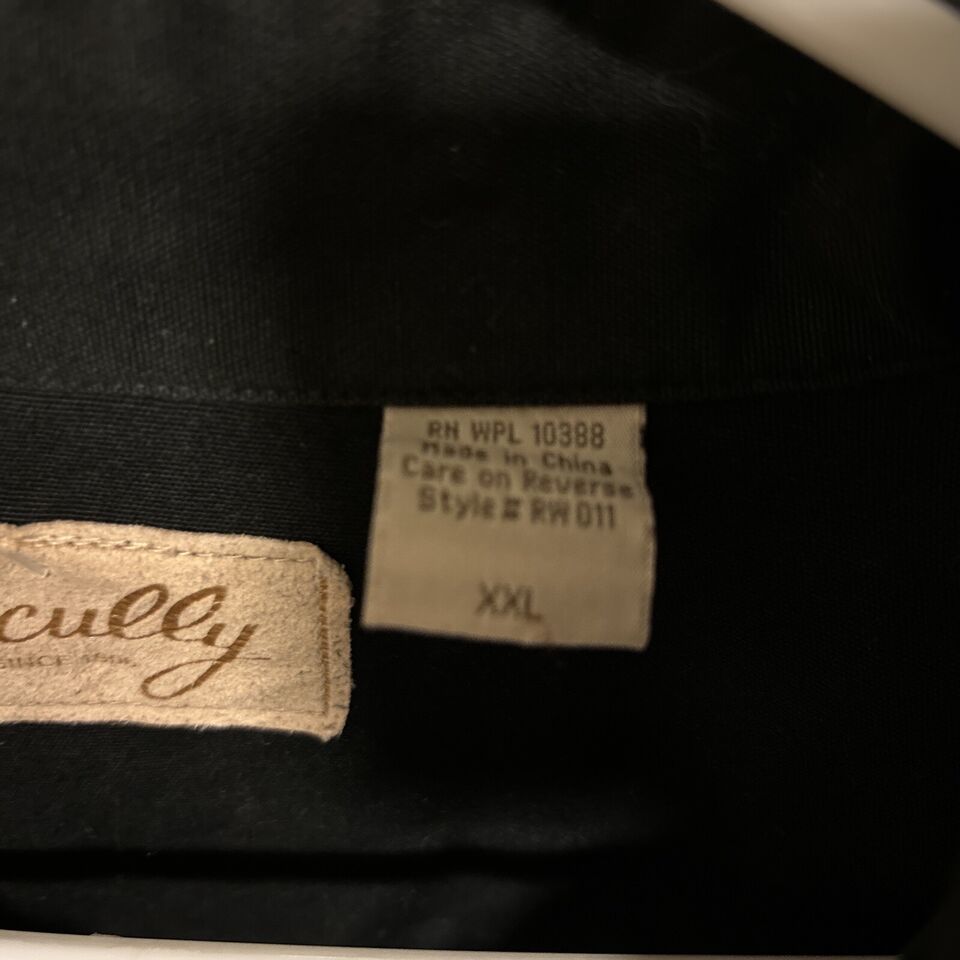 RN WPL 10388
Made in China
Care on Reverse
Style # RW011
XXL
cully
SINCE